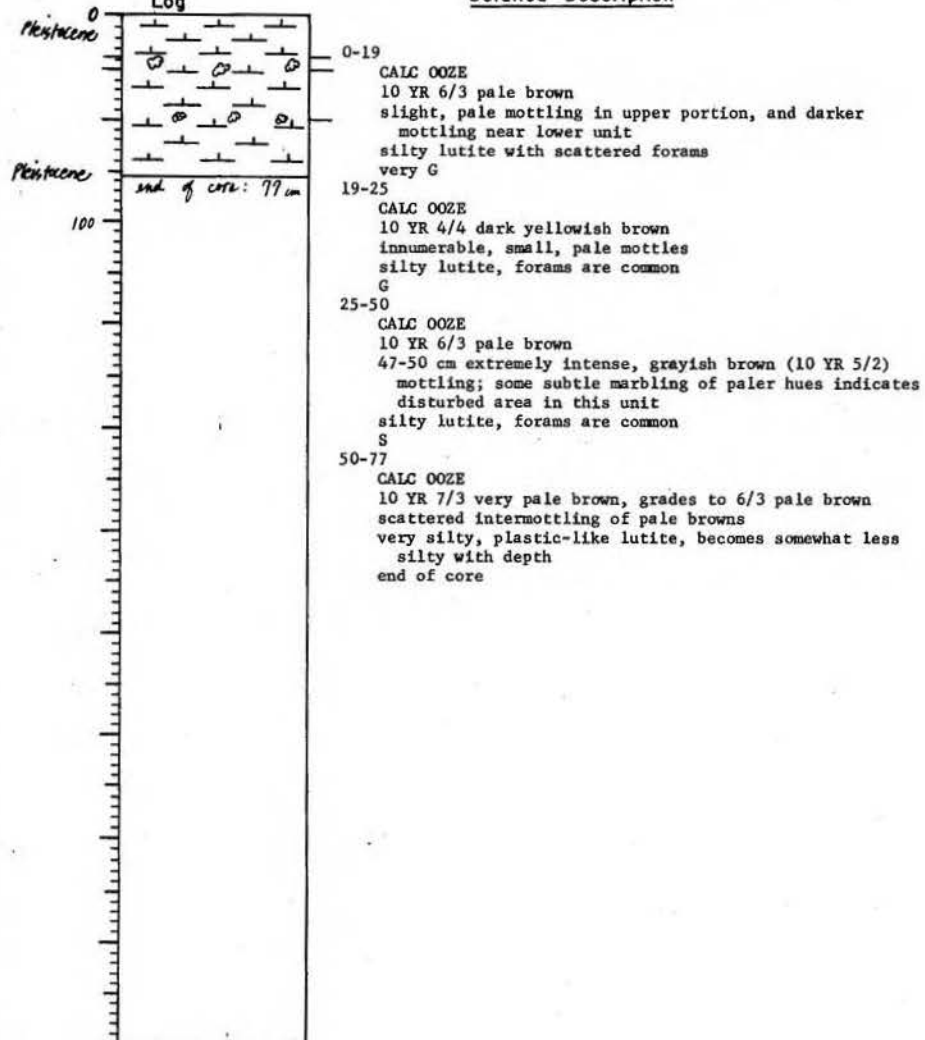 Log
0
Pleistocene
Pleistocene
end of core: 77 cm
100
0-19
CALC OOZE
10 YR 6/3 pale brown
slight, pale mottling in upper portion, and darker
mottling near lower unit
silty lutite with scattered forams
very G
19-25
CALC OOZE
10 YR 4/4 dark yellowish brown
innumerable, small, pale mottles
silty lutite, forams are common
G
25-50
CALC OOZE
10 YR 6/3 pale brown
47-50 cm extremely intense, grayish brown (10 YR 5/2)
mottling; some subtle marbling of paler hues indicates
disturbed area in this unit
silty lutite, forams are common
S
50-77
CALC OOZE
10 YR 7/3 very pale brown, grades to 6/3 pale brown
scattered intermottling of pale browns
very silty, plastic-like lutite, becomes somewhat less
silty with depth
end of core